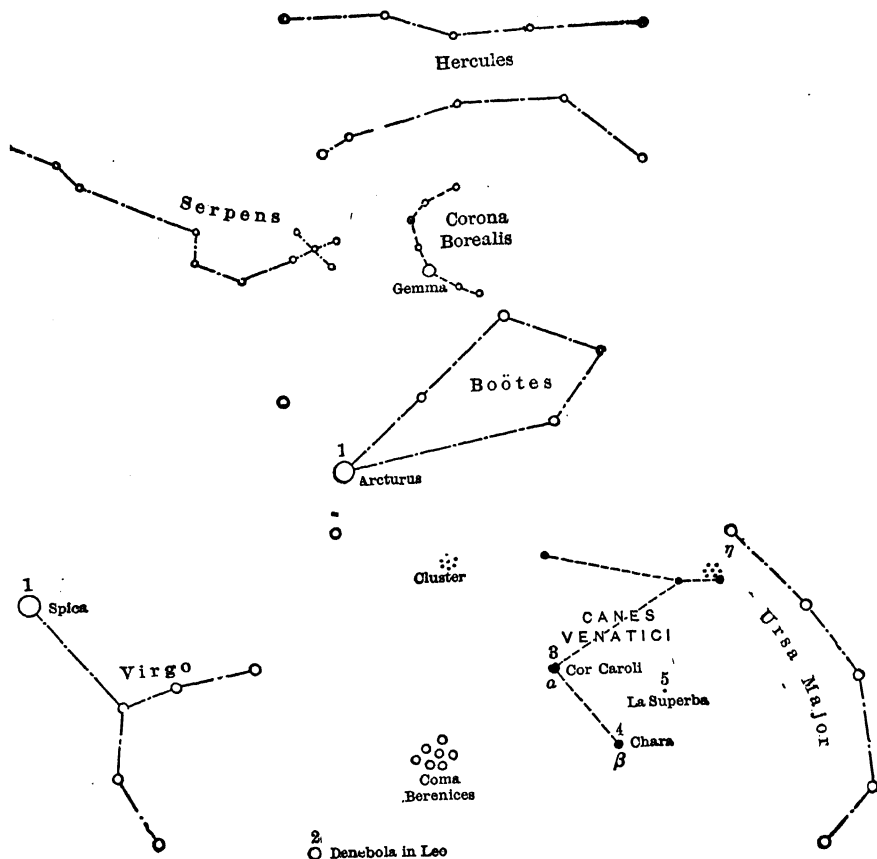 Hercules
Serpens
Corona
Borealis
Gemma
Boötes
1
Arcturus
η
Cluster
1
Spica
CANES
VENATICI
Ursa Major
Virgo
3
Cor Caroli
α
5
La Superba
4
Chara
β
Coma
Berenices
2
Denebola in Leo